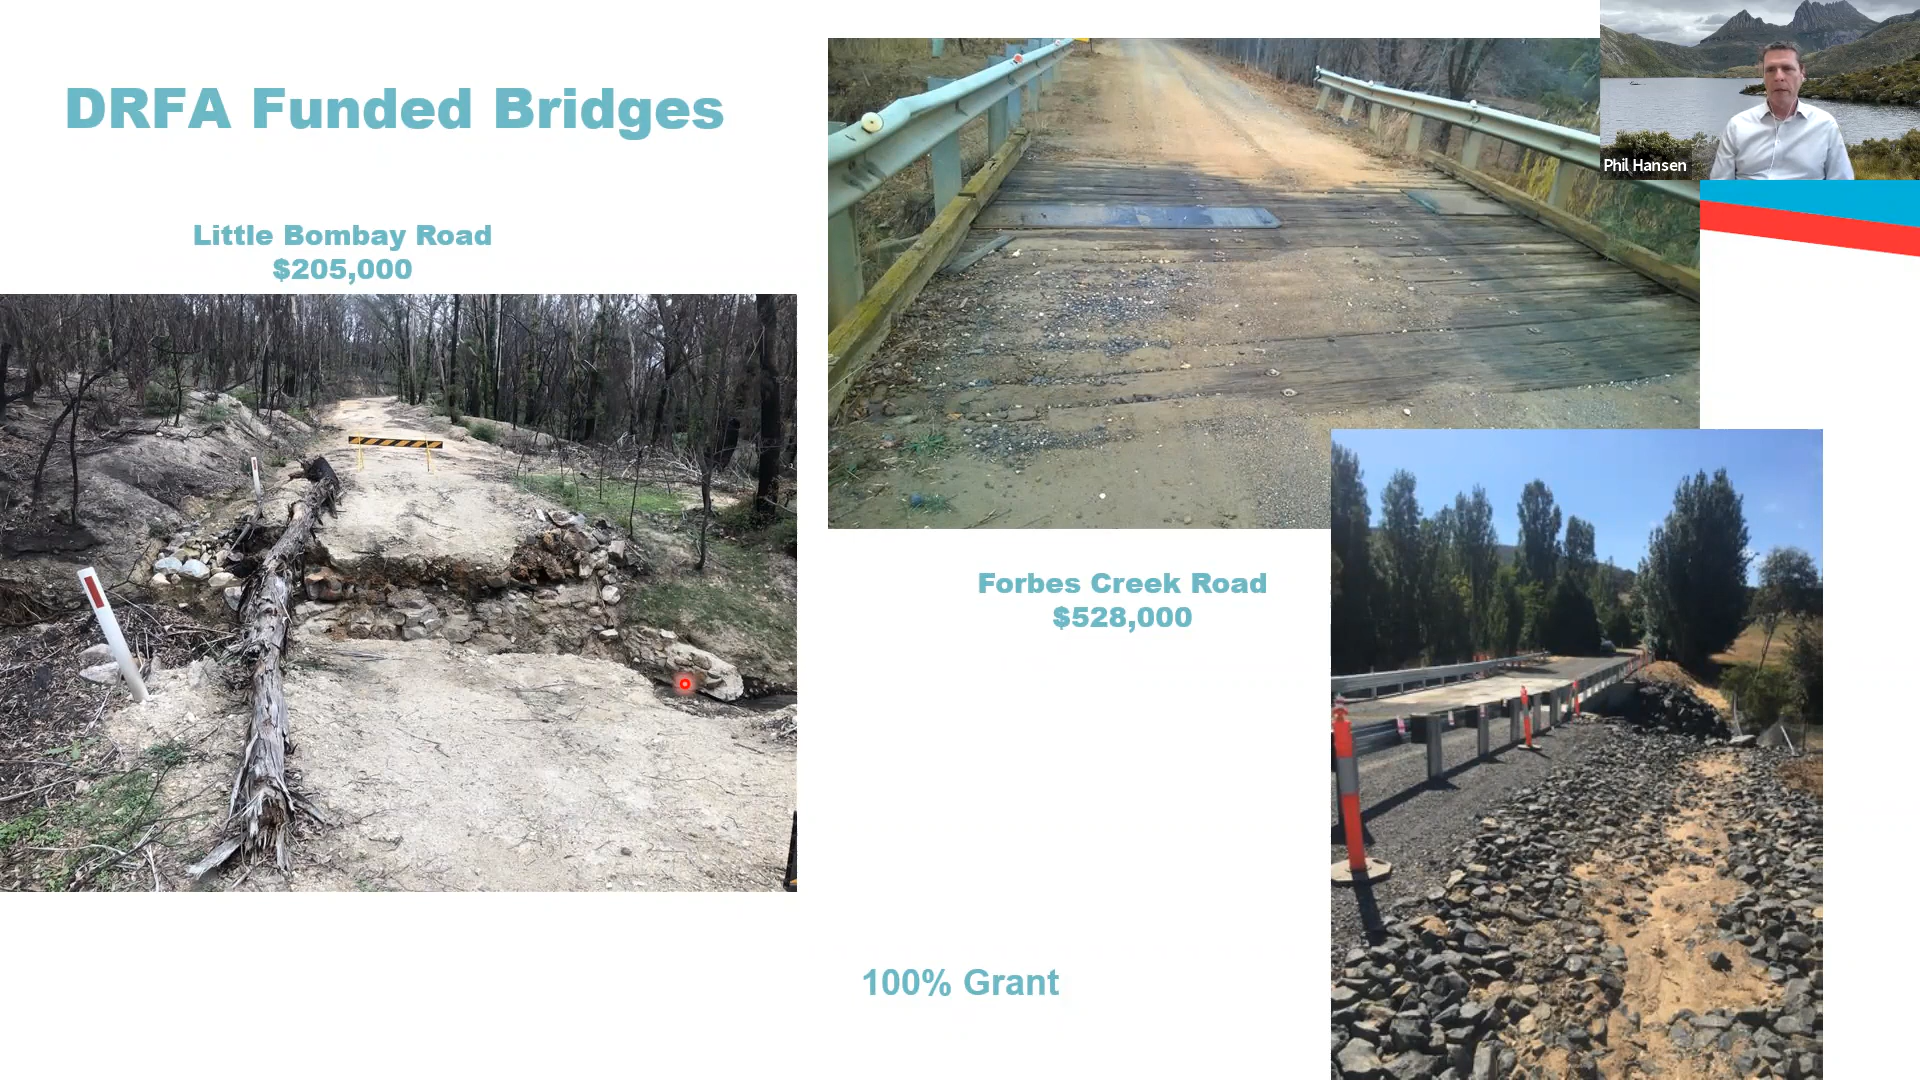 DRFA Funded Bridges
Phil Hansen
Little Bombay Road
$205,000
Forbes Creek Road
$528,000
100% Grant